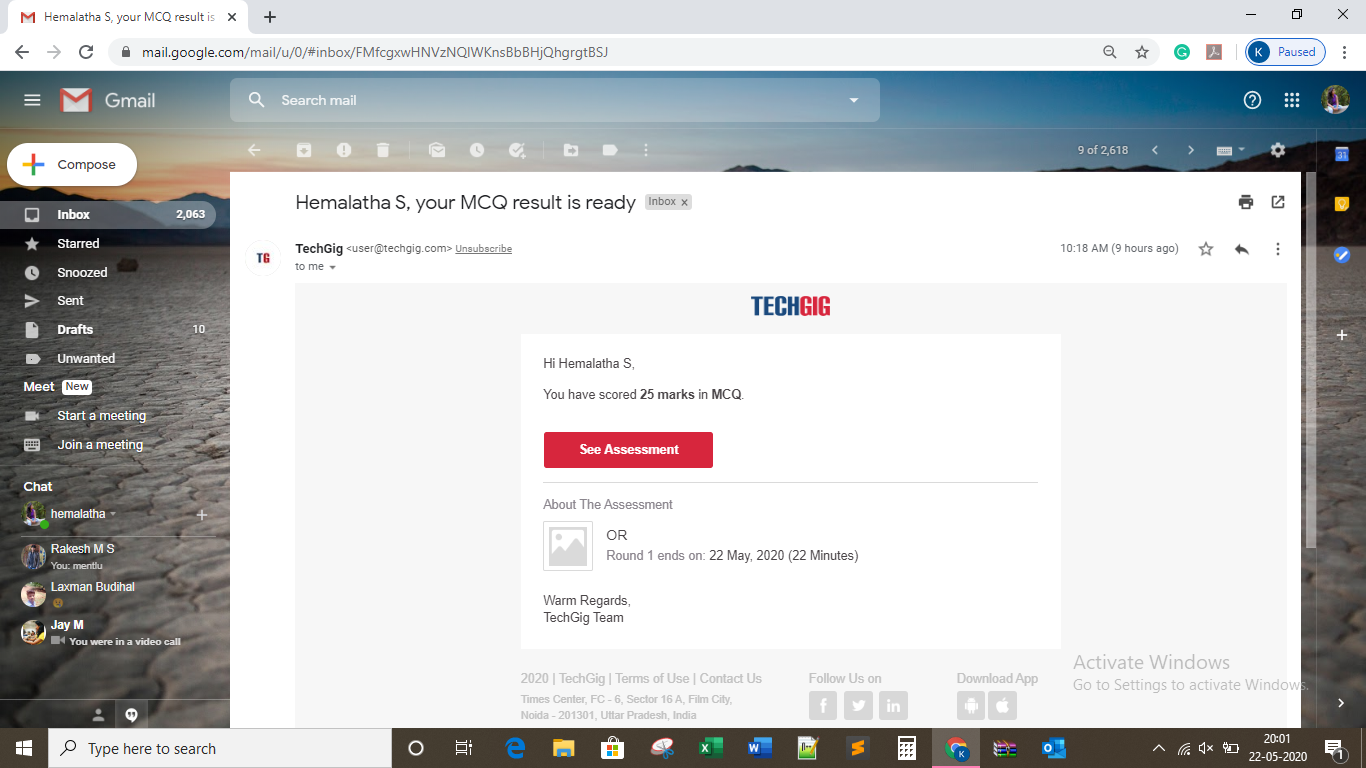 Hemalatha S, your MCQ result is
mail.google.com/mail/u/0/#inbox/FMfcgxwHNVzNQlWKnsBbBHjQhgrgtBSJ
K Paused
Gmail
Search mail
Compose
9 of 2,618
31
Inbox 2,063
Starred
Snoozed
Sent
Drafts 10
Unwanted
Meet New
Start a meeting
Join a meeting
Chat
hemalatha
Rakesh M S
You: mentlu
Laxman Budihal
Jay M
You were in a video call
Hemalatha S, your MCQ result is ready Inbox x
TG
TechGig <user@techgig.com> Unsubscribe
10:18 AM (9 hours ago)
to me
TECHGIG
Hi Hemalatha S,
You have scored 25 marks in MCQ.
See Assessment
About The Assessment
OR
Round 1 ends on: 22 May, 2020 (22 Minutes)
Warm Regards,
TechGig Team
2020 | TechGig | Terms of Use | Contact Us
Times Center, FC - 6, Sector 16 A, Film City,
Noida - 201301, Uttar Pradesh, India
Follow Us on
Download App
Activate Windows
Go to Settings to activate Windows.
Type here to search
20:01
22-05-2020
1